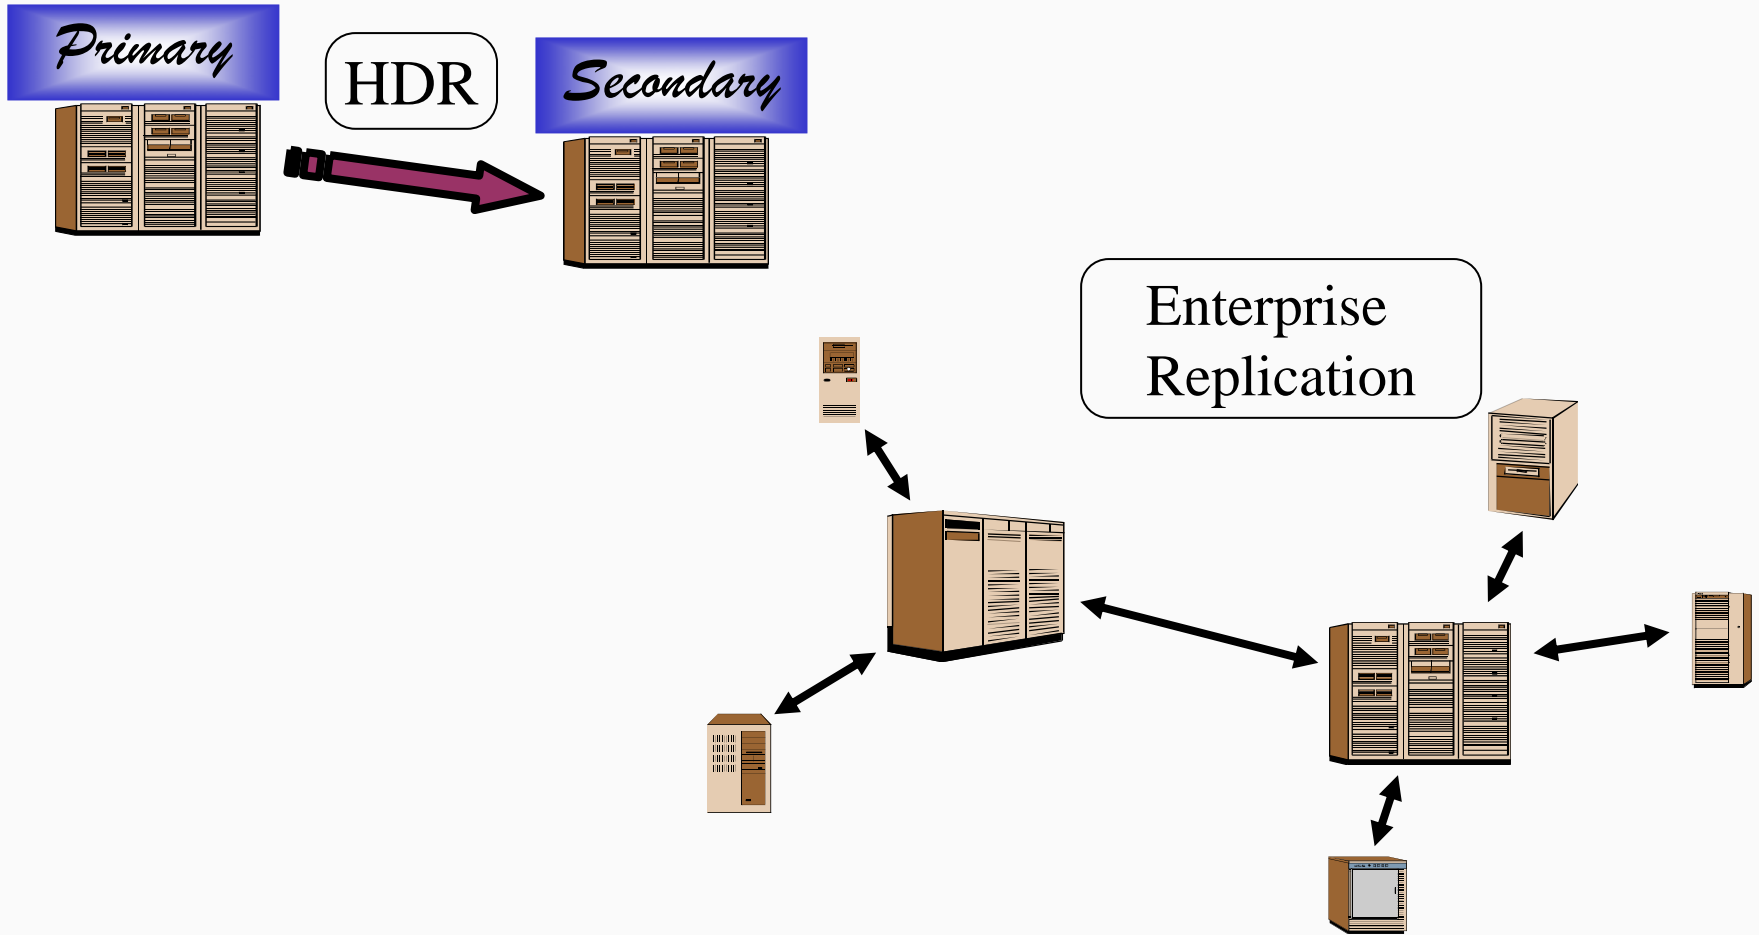 Primary
HDR
Secondary
Enterprise
Replication